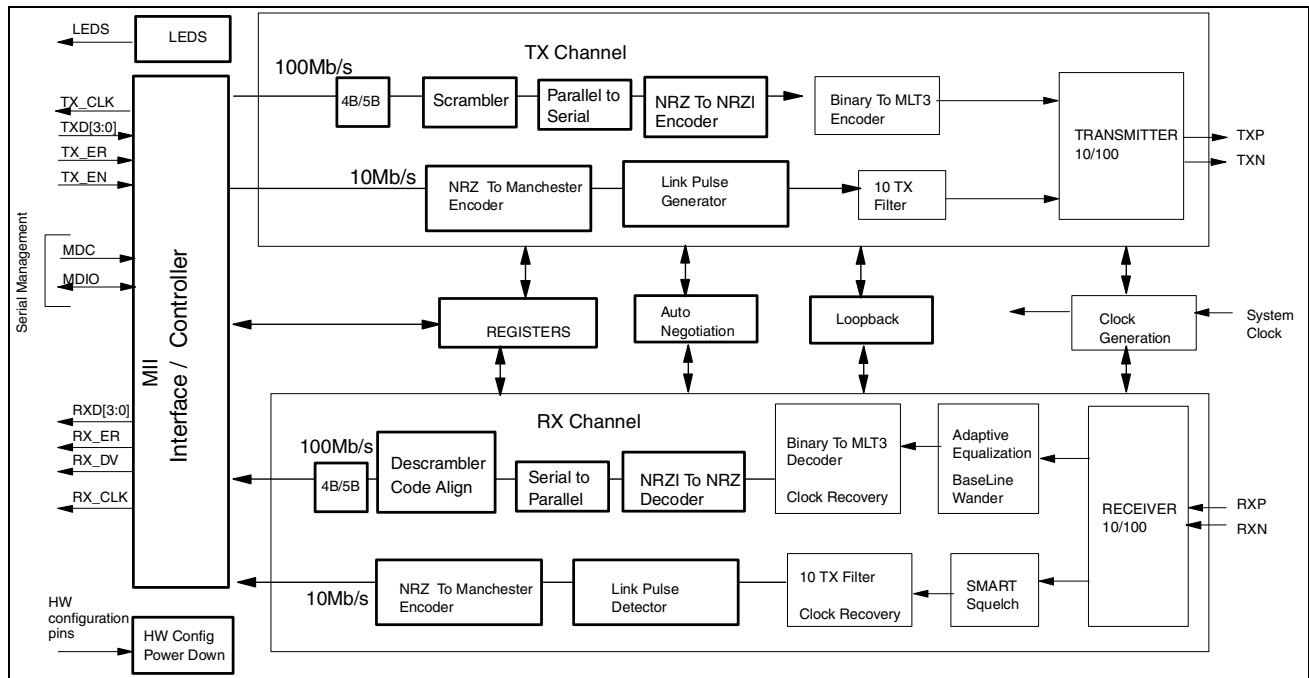 LEDS
LEDS
TX Channel
100Mb/s
4B/5B
Scrambler
Parallel to
Serial
NRZ To NRZI
Encoder
Binary To MLT3
Encoder
TRANSMITTER
10/100
TXP
TXN
TX_CLK
TXD[3:0]
TX_ER
TX_EN
10Mb/s
NRZ To Manchester
Encoder
Link Pulse
Generator
10 TX
Filter
Serial Management
MDC
MDIO
MII
Interface / Controller
REGISTERS
Auto
Negotiation
Loopback
Clock
Generation
System
Clock
RXD[3:0]
RX_ER
RX_DV
RX_CLK
RX Channel
100Mb/s
4B/5B
Descrambler
Code Align
Serial to
Parallel
NRZI To NRZ
Decoder
Binary To MLT3
Decoder
Clock Recovery
Adaptive
Equalization
BaseLine
Wander
RECEIVER
10/100
RXP
RXN
10Mb/s
NRZ To Manchester
Encoder
Link Pulse
Detector
10 TX Filter
Clock Recovery
SMART
Squelch
HW
configuration
pins
HW Config
Power Down